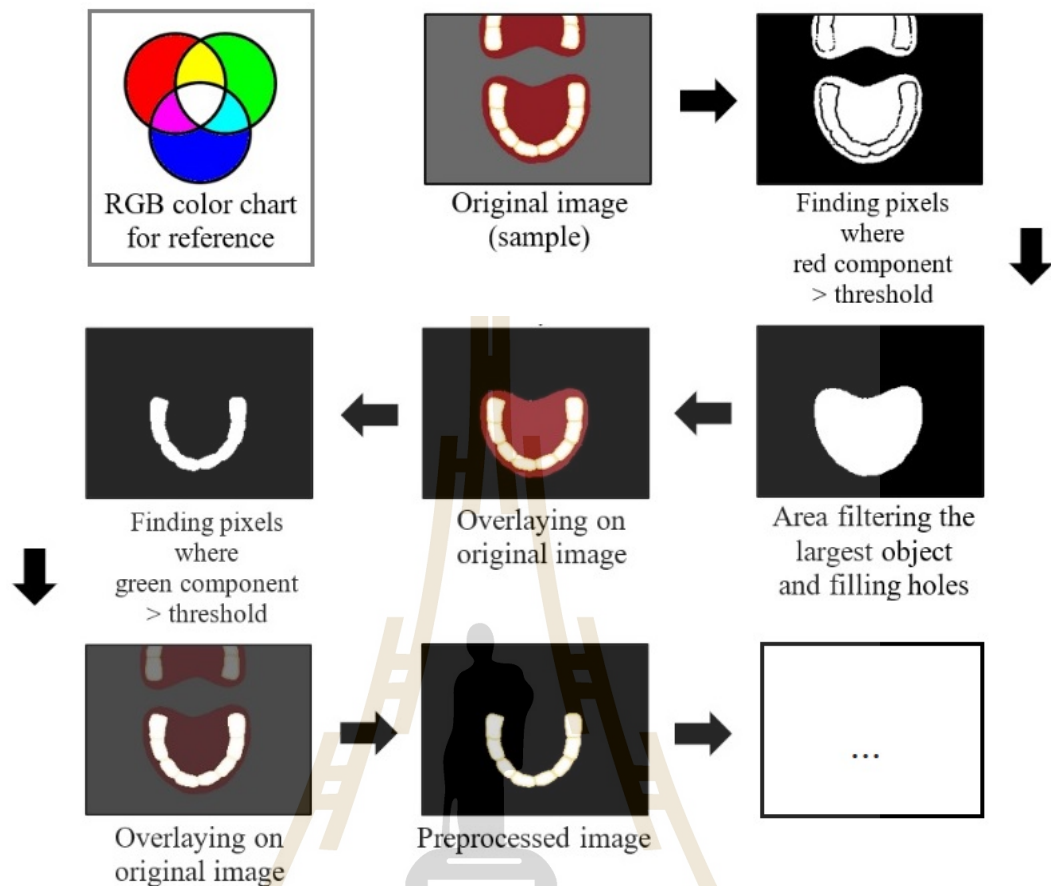 RGB color chart
for reference
Original image
(sample)
Finding pixels
where
red component
> threshold
Area filtering the
largest object
and filling holes
Overlaying on
original image
Finding pixels
where
green component
> threshold
Overlaying on
original image
Preprocessed image
...